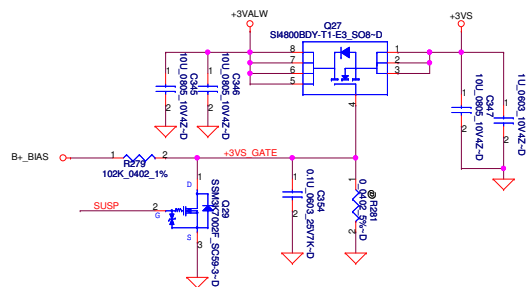 +3VALW
Q27
SI4800BDY-T1-E3_SO8~D
+3VS
8
7
6
5
1
2
3
4
1
2
C345
10U_0805_10V4Z~D
1
2
C346
10U_0805_10V4Z~D
1
2
C347
10U_0805_10V4Z~D
1
2
1U_0603_10V4Z~D
B+_BIAS
1
2
R279
102K_0402_1%
+3VS_GATE
SUSP
2
G
D
1
S
3
Q29
SSM3K7002F_SC59-3~D
1
2
C354
0.1U_0603_25V7K~D
1
2
@
R281
0_0402_5%~D